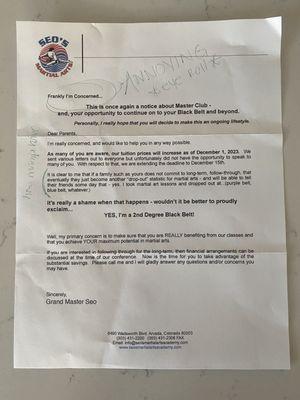 SEO'S
MARTIAL ARTS
ANNOYING
*eye roll*
Frankly I'm Concerned...
This is once again a notice about Master Club -
and, your opportunity to continue on to your Black Belt and beyond.
Personally, I really hope that you will decide to make this an ongoing lifestyle.
Dear Parents,
I'm really concerned, and would like to help you in any way possible.
As many of you are aware, our tuition prices will increase as of December 1, 2023. We
sent various letters out to everyone but unfortunately did not have the opportunity to speak to
many of you. With respect to that, we are extending the deadline to December 15th.
It is clear to me that if a family such as yours does not commit to long-term, follow-through, that
eventually they just become another "drop-out" statistic for martial arts - and will be able to tell
their friends some day that - yes, I took martial art lessons and dropped out at...(purple belt,
blue belt, whatever.)
It's really a shame when that happens - wouldn't it be better to proudly
exclaim...
YES, I'm a 2nd Degree Black Belt!
Well, my primary concern is to make sure that you are REALLY benefiting from our classes and
that you achieve YOUR maximum potential in martial arts.
If you are interested in following through for the long-term, then financial arrangements can be
discussed at the time of our conference. Now is the time for you to take advantage of the
substantial savings. Please call me and I will gladly answer any questions and/or concerns you
may have.
Sincerely,
Grand Master Seo
6490 Wadsworth Blvd, Arvada, Colorado 80003
(303) 431-2200 (303) 431-2308 FAX
Email: info@seosmartialartsacademy.com
www.seosmartialartsacademy.com